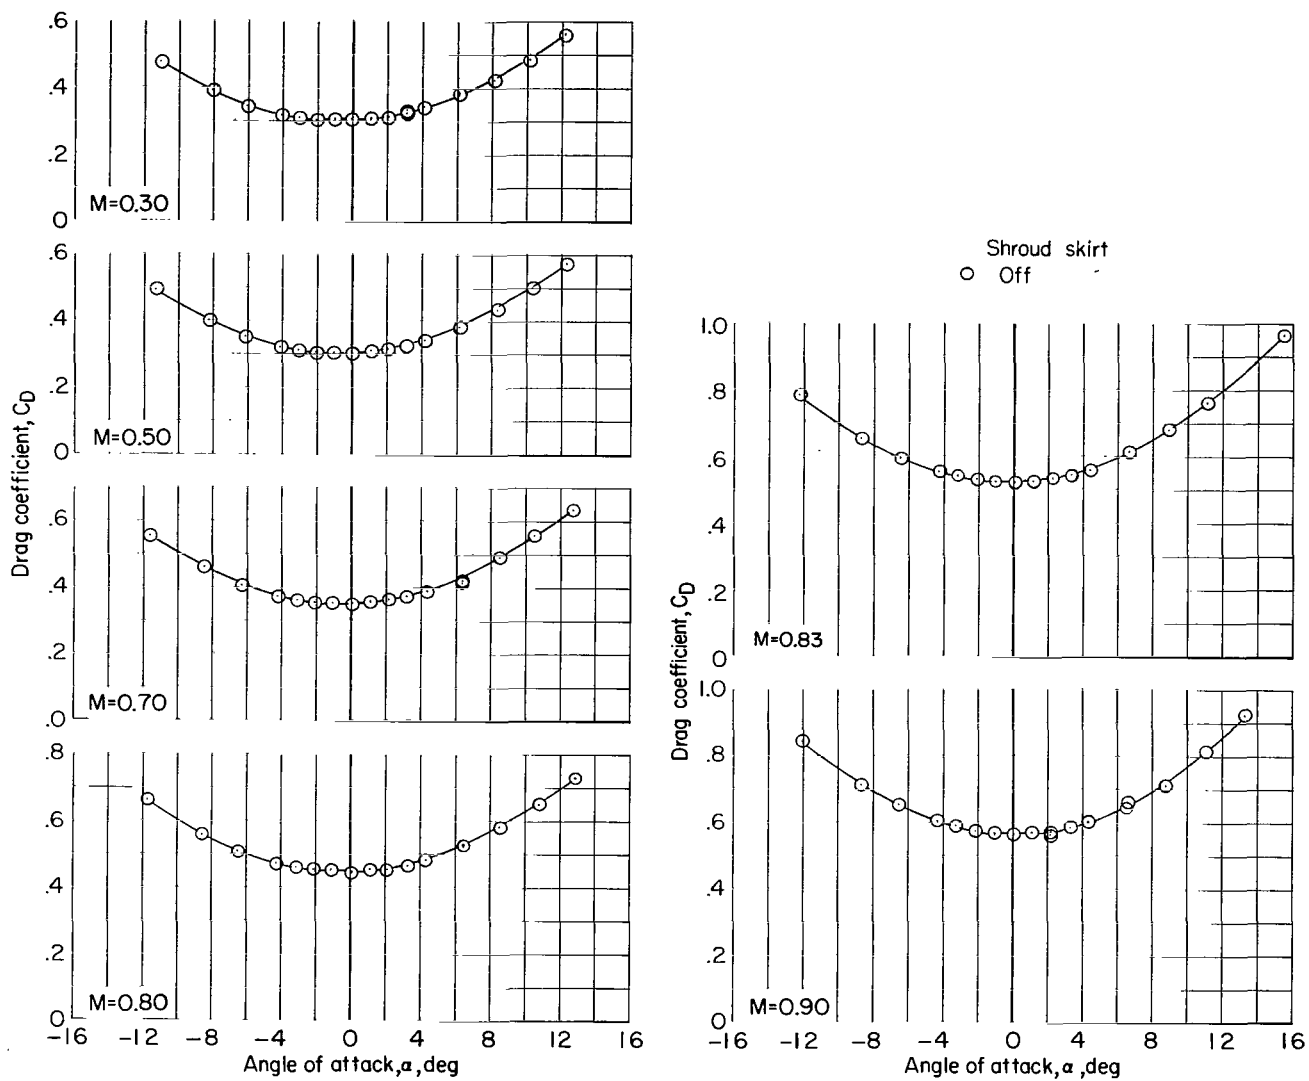 .6
.4
.2
0
M=0.30
.6
.4
.2
0
M=0.50
Drag coefficient, C_D
.6
.4
.2
.0
M=0.70
.8
.6
.4
.2
0
M=0.80
-16 -12 -8 -4 0 4 8 12 16
Angle of attack, α, deg
Shroud skirt
Off
1.0
.8
.6
.4
.2
0
M=0.83
Drag coefficient, C_D
1.0
.8
.6
.4
.2
0
M=0.90
-16 -12 -8 -4 0 4 8 12 16
Angle of attack, α, deg